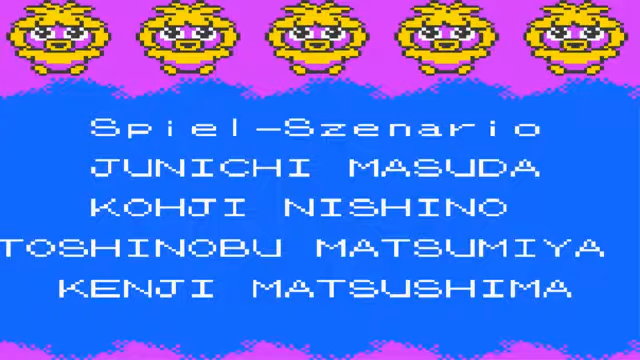 Spiel-Szenario
JUNICHI MASUDA
KOHJI NISHINO
TOSHINOBU MATSUMIYA
KENJI MATSUSHIMA